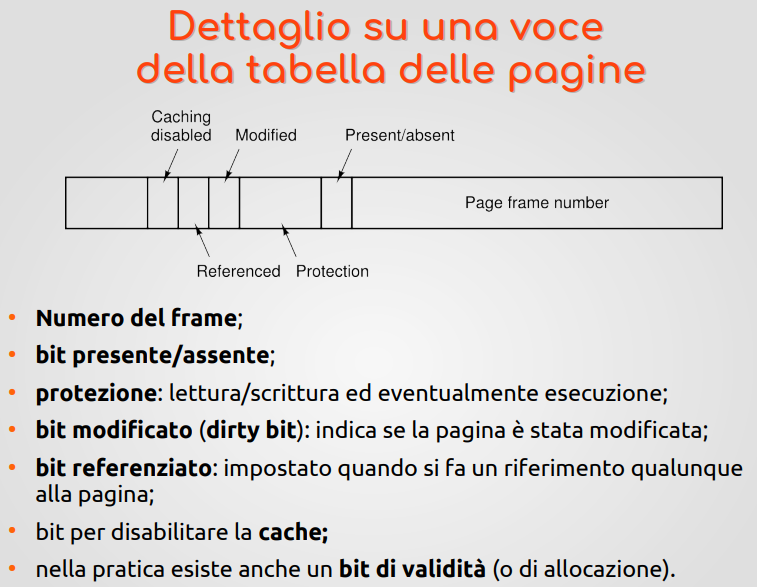 Dettaglio su una voce
della tabella delle pagine
Caching
disabled
Modified
Present/absent
Page frame number
Referenced
Protection
• Numero del frame;
• bit presente/assente;
• protezione: lettura/scrittura ed eventualmente esecuzione;
• bit modificato (dirty bit): indica se la pagina è stata modificata;
• bit referenziato: impostato quando si fa un riferimento qualunque
alla pagina;
• bit per disabilitare la cache;
• nella pratica esiste anche un bit di validità (o di allocazione).